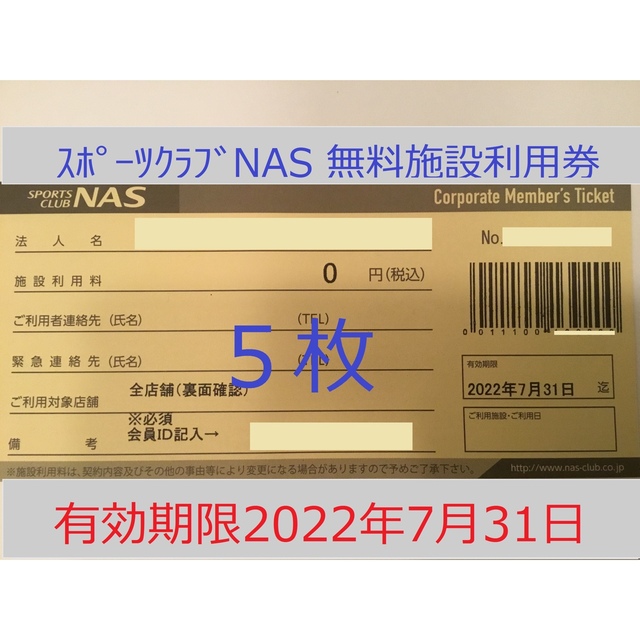 ｽﾎﾟｰﾂｸﾗﾌﾞNAS 無料施設利用券
SPORTS CLUB NAS
Corporate Member's Ticket
法人名
No.
施設利用料 0 円(税込)
ご利用者連絡先 (氏名) (TEL)
0011100
緊急連絡先 (氏名)
5枚
有効期限
2022年7月31日 迄
ご利用対象店舗 全店舗(裏面確認)
ご利用施設・ご利用日
※必須
備考 会員ID記入→
※施設利用料は、契約内容及びその他の事由等により変更になる場合がありますので予めご了承下さい。
http://www.nas-club.co.jp
有効期限2022年7月31日